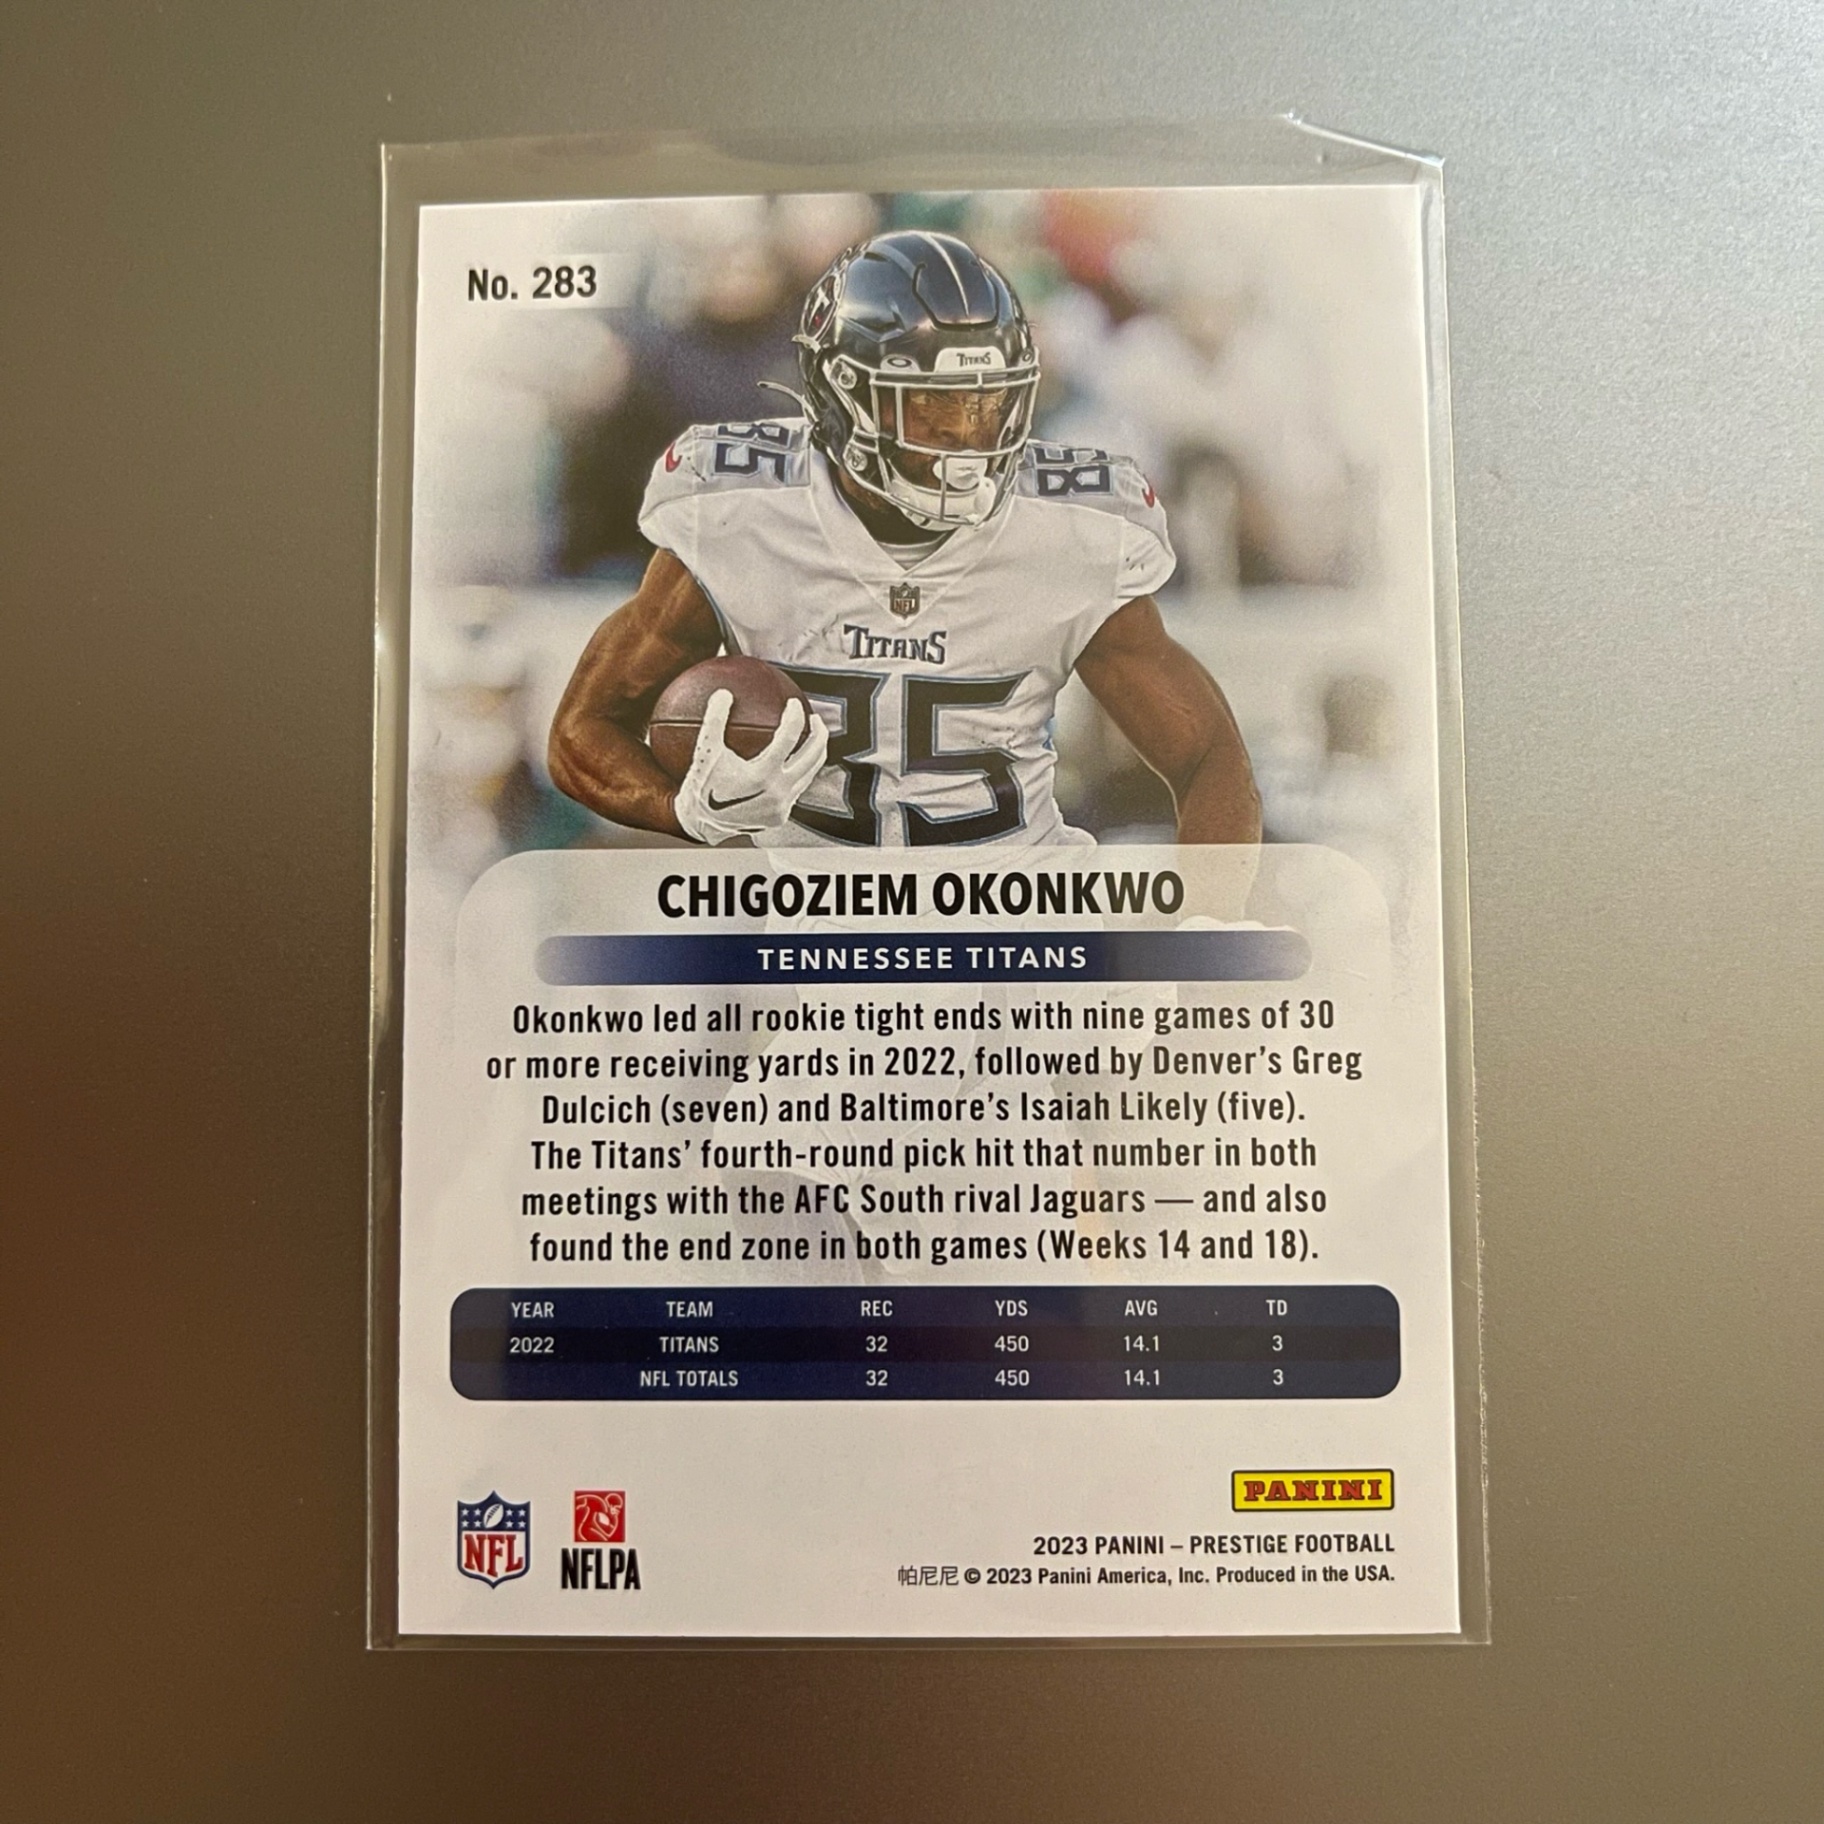 No. 283
TITANS
85
85
NFL
TITANS
85
CHIGOZIEM OKONKWO
TENNESSEE TITANS
Okonkwo led all rookie tight ends with nine games of 30
or more receiving yards in 2022, followed by Denver's Greg
Dulcich (seven) and Baltimore's Isaiah Likely (five).
The Titans' fourth-round pick hit that number in both
meetings with the AFC South rival Jaguars — and also
found the end zone in both games (Weeks 14 and 18).
YEAR TEAM REC YDS AVG TD
2022 TITANS 32 450 14.1 3
NFL TOTALS 32 450 14.1 3
PANINI
NFL
NFLPA
2023 PANINI – PRESTIGE FOOTBALL
帕尼尼 © 2023 Panini America, Inc. Produced in the USA.